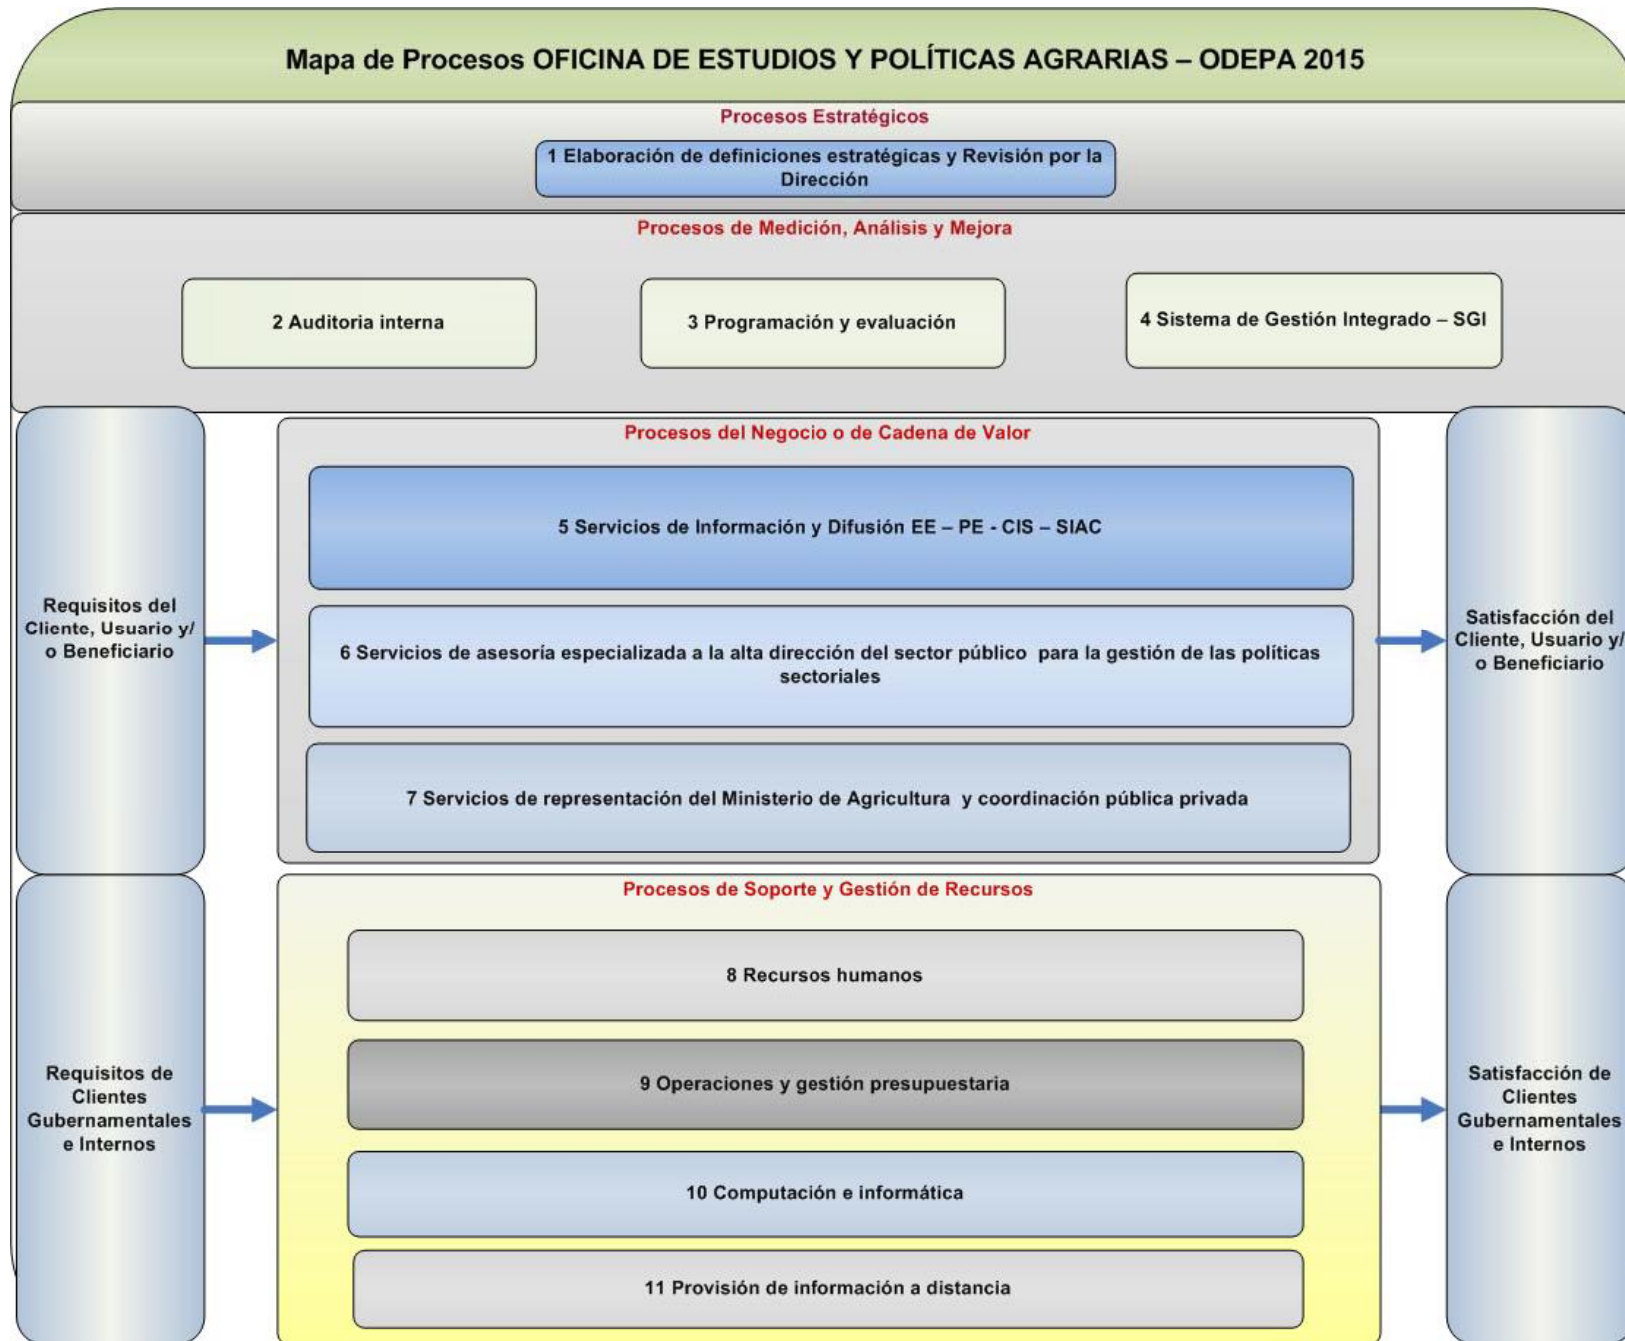 Mapa de Procesos OFICINA DE ESTUDIOS Y POLÍTICAS AGRARIAS – ODEPA 2015
Procesos Estratégicos
1 Elaboración de definiciones estratégicas y Revisión por la
Dirección
Procesos de Medición, Análisis y Mejora
2 Auditoria interna
3 Programación y evaluación
4 Sistema de Gestión Integrado – SGI
Requisitos del
Cliente, Usuario y/
o Beneficiario
Procesos del Negocio o de Cadena de Valor
5 Servicios de Información y Difusión EE – PE - CIS – SIAC
6 Servicios de asesoría especializada a la alta dirección del sector público  para la gestión de las políticas
sectoriales
7 Servicios de representación del Ministerio de Agricultura  y coordinación pública privada
Satisfacción del
Cliente, Usuario y/
o Beneficiario
Requisitos de
Clientes
Gubernamentales
e Internos
Procesos de Soporte y Gestión de Recursos
8 Recursos humanos
9 Operaciones y gestión presupuestaria
10 Computación e informática
11 Provisión de información a distancia
Satisfacción de
Clientes
Gubernamentales
e Internos